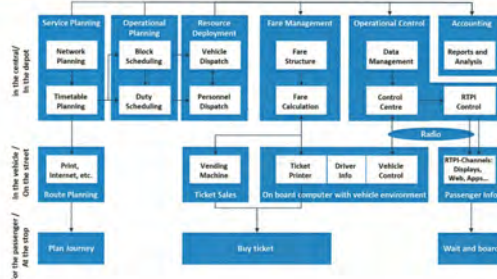 Service Planning
Operational
Planning
Resource
Deployment
Fare Management
Operational Control
Accounting
In the central/
In the depot
Network
Planning
Block
Scheduling
Vehicle
Dispatch
Fare
Structure
Data
Management
Reports and
Analysis
Timetable
Planning
Duty
Scheduling
Personnel
Dispatch
Fare
Calculation
Control
Centre
RTPI
Control
Radio
In the vehicle /
On the street
Print,
Internet, etc.
Vending
Machine
Ticket
Printer
Driver
Info
Vehicle
Control
RTPI-Channels:
Displays,
Web, Apps...
Route Planning
Ticket Sales
On board computer with vehicle environment
Passenger Info
or the passenger /
At the stop
Plan Journey
Buy ticket
Wait and board